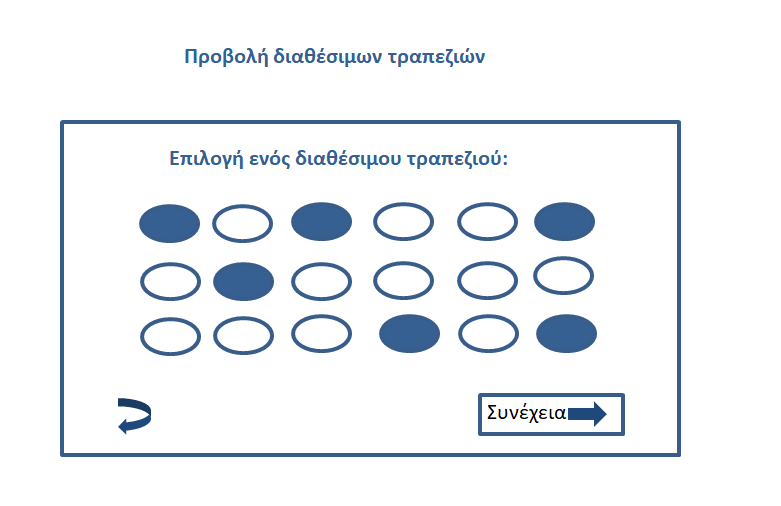 Προβολή διαθέσιμων τραπεζιών
Επιλογή ενός διαθέσιμου τραπεζιού:
Συνέχεια